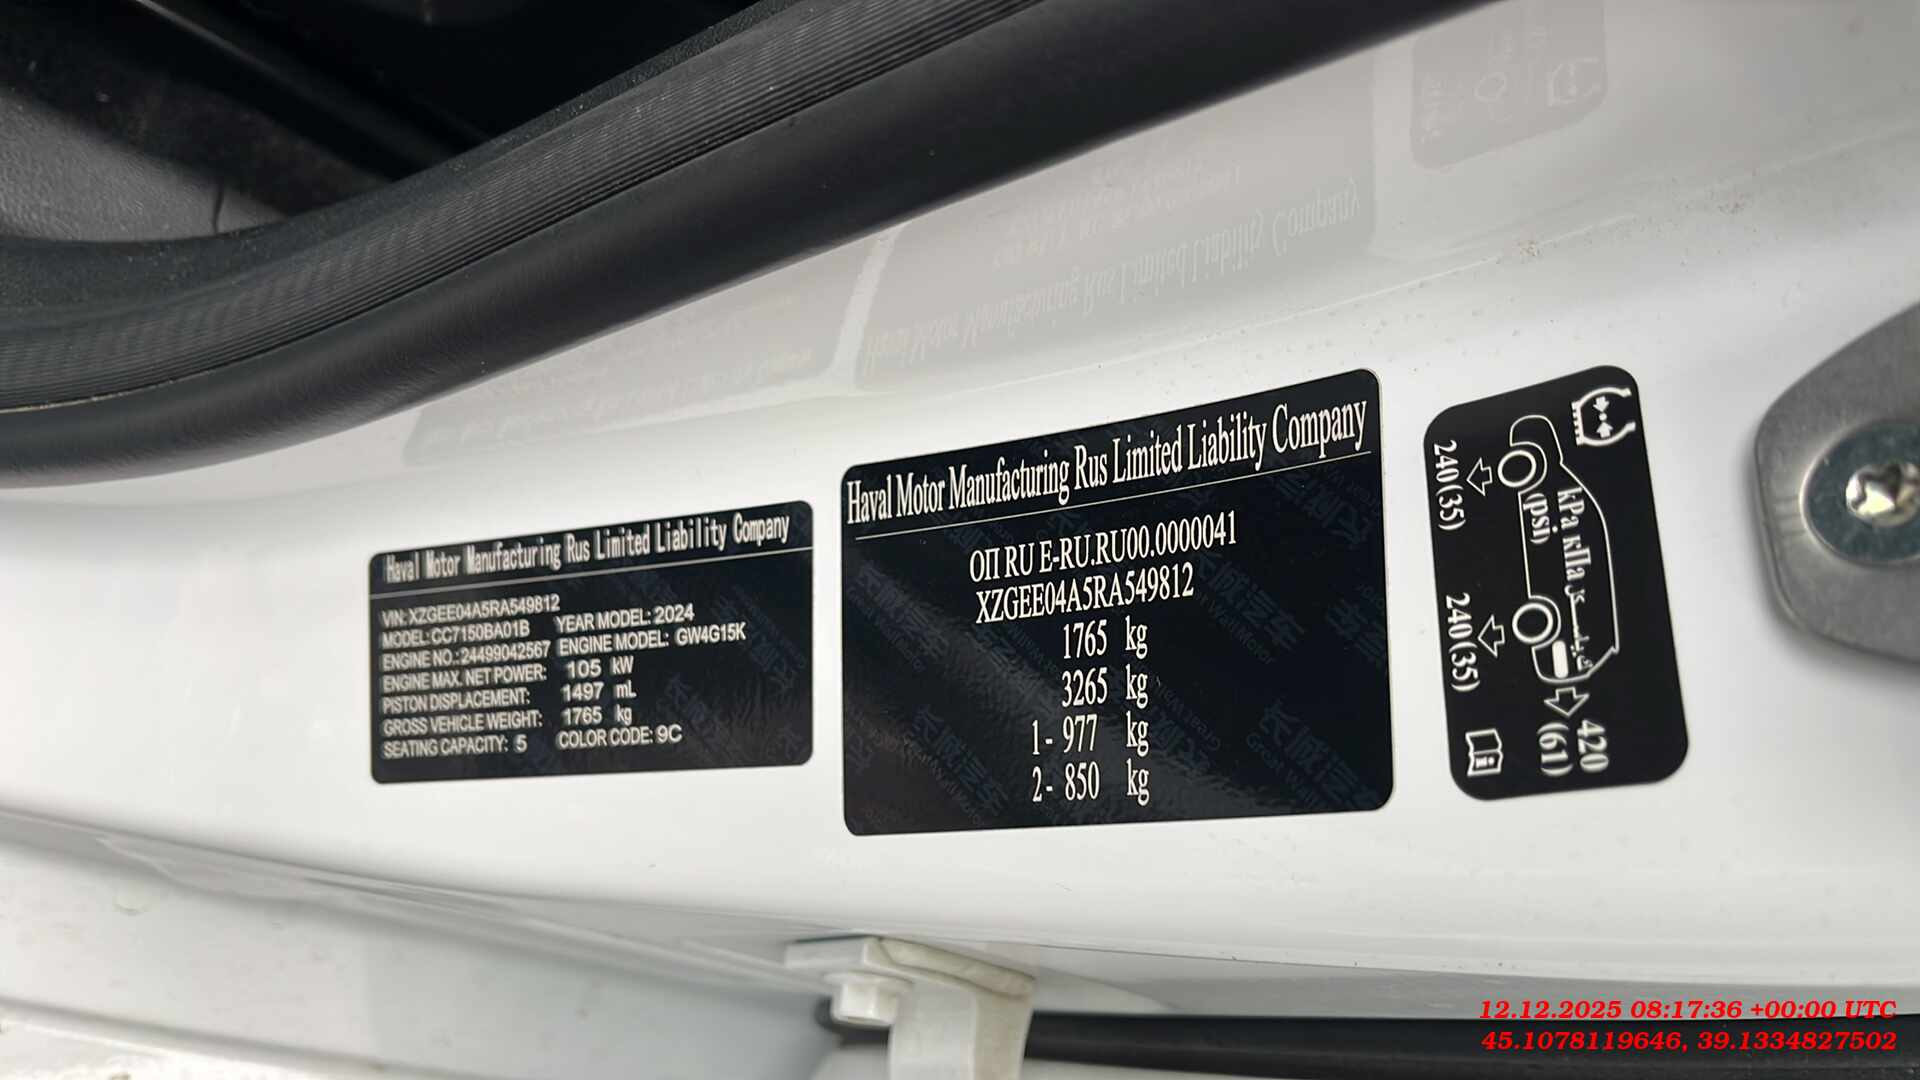 Haval Motor Manufacturing Rus Limited Liability Company
VIN: XZGEE04A5RA549812
MODEL: CC7150BA01B YEAR MODEL: 2024
ENGINE NO.: 24499042567 ENGINE MODEL: GW4G15K
ENGINE MAX. NET POWER: 105 kW
PISTON DISPLACEMENT: 1497 mL
GROSS VEHICLE WEIGHT: 1765 kg
SEATING CAPACITY: 5 COLOR CODE: 9C
Haval Motor Manufacturing Rus Limited Liability Company
ОП RU E-RU.RU00.0000041
XZGEE04A5RA549812
1765 kg
3265 kg
1- 977 kg
2- 850 kg
kPa кПа
(psi)
240(35)
240(35)
420
(61)
12.12.2025 08:17:36 +00:00 UTC
45.1078119646, 39.1334827502